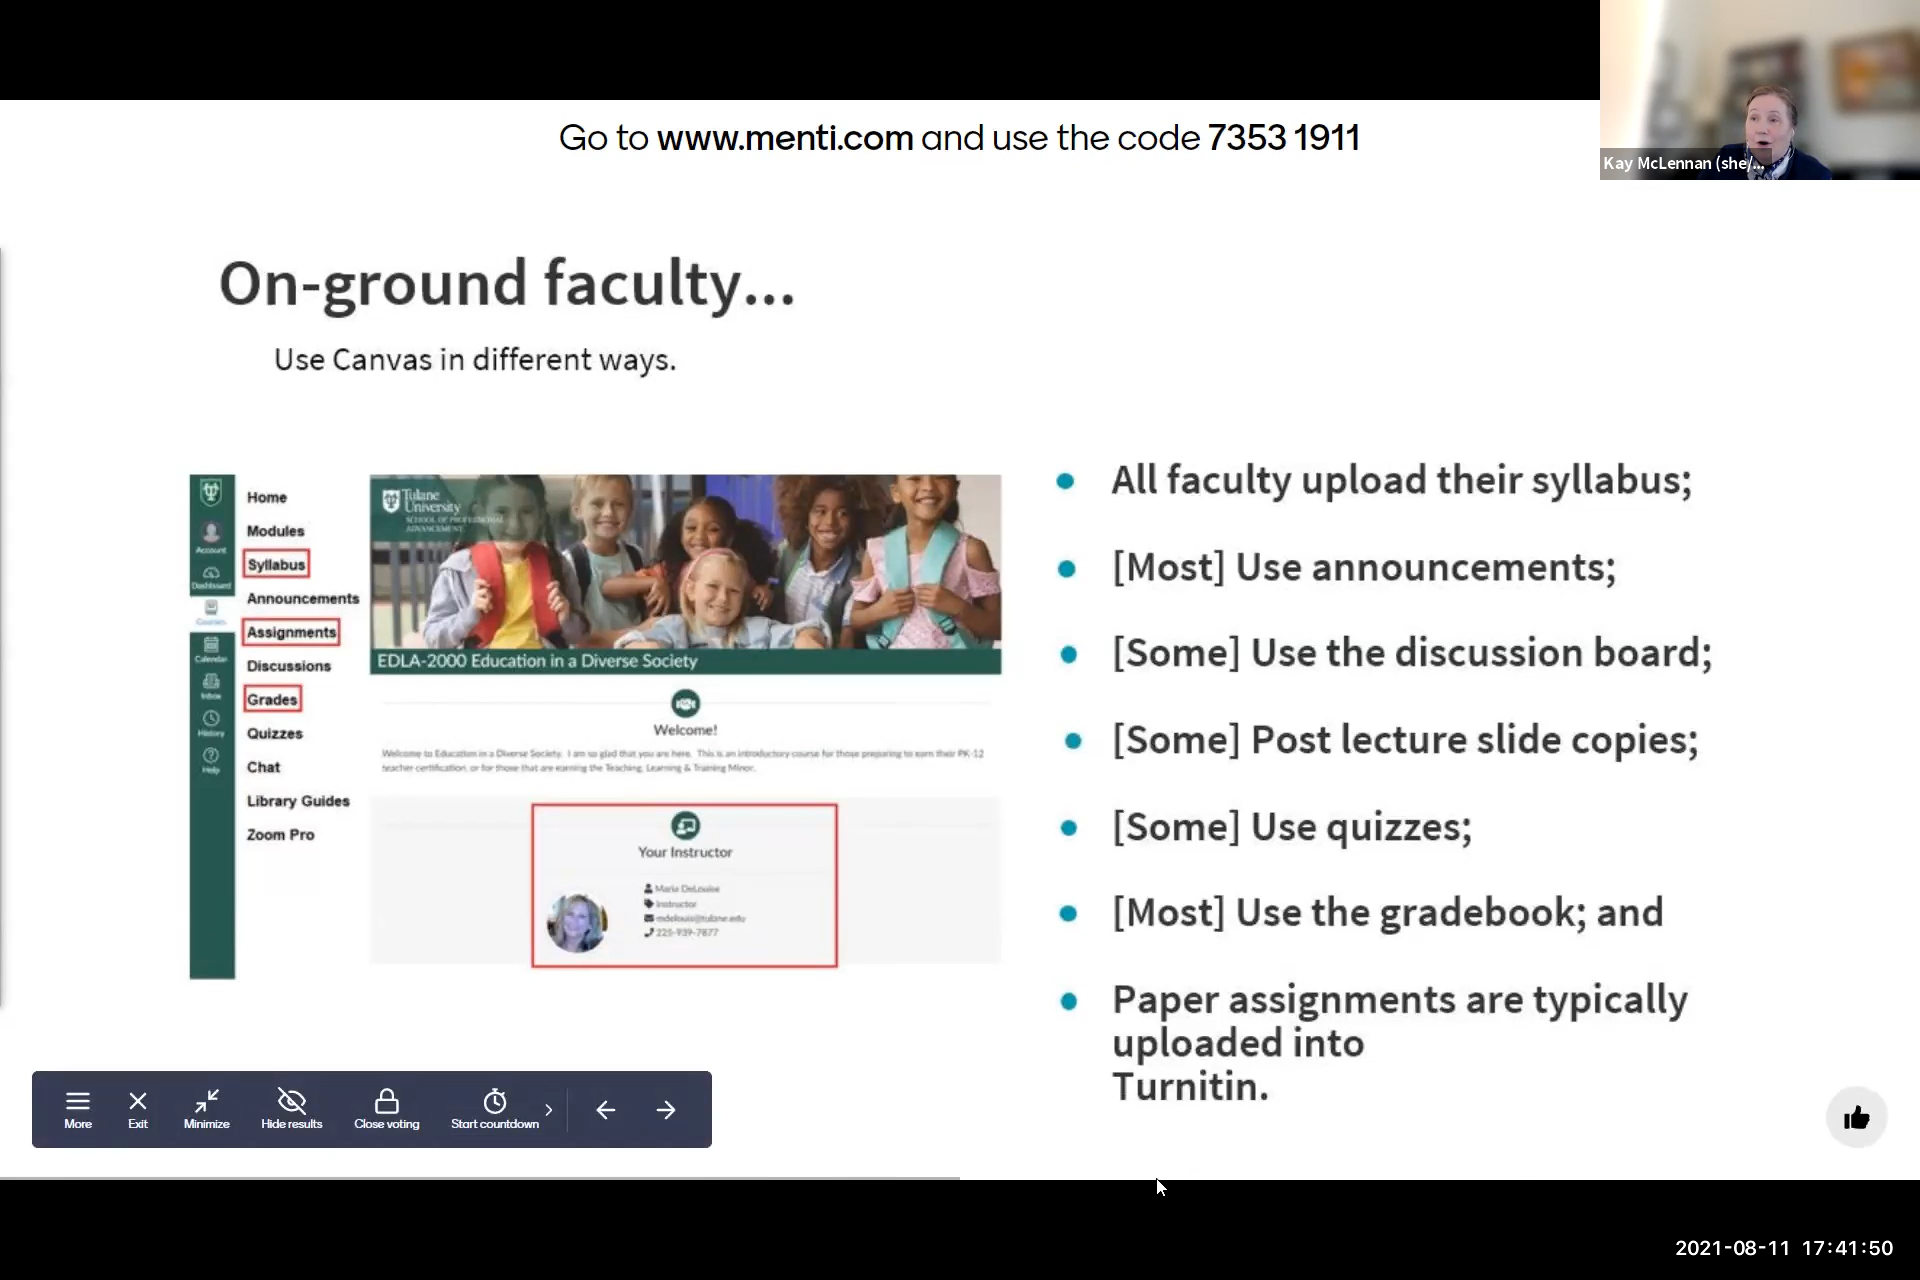 Go to www.menti.com and use the code 7353 1911
Kay McLennan (she/...
On-ground faculty...
Use Canvas in different ways.
Account
Dashboard
Courses
Calendar
Inbox
History
Help
Home
Modules
Syllabus
Announcements
Assignments
Discussions
Grades
Quizzes
Chat
Library Guides
Zoom Pro
Tulane
University
SCHOOL OF PROFESSIONAL
ADVANCEMENT
EDLA-2000 Education in a Diverse Society
Welcome!
Welcome to Education in a Diverse Society. I am so glad that you are here. This is an introductory course for those preparing to earn their PK-12
teacher certification, or for those that are earning the Teaching, Learning & Training Minor.
Your Instructor
Marie DeLouise
Instructor
mdelouis@tulane.edu
225-939-7877
All faculty upload their syllabus;
[Most] Use announcements;
[Some] Use the discussion board;
[Some] Post lecture slide copies;
[Some] Use quizzes;
[Most] Use the gradebook; and
Paper assignments are typically
uploaded into
Turnitin.
More
Exit
Minimize
Hide results
Close voting
Start countdown
2021-08-11 17:41:50